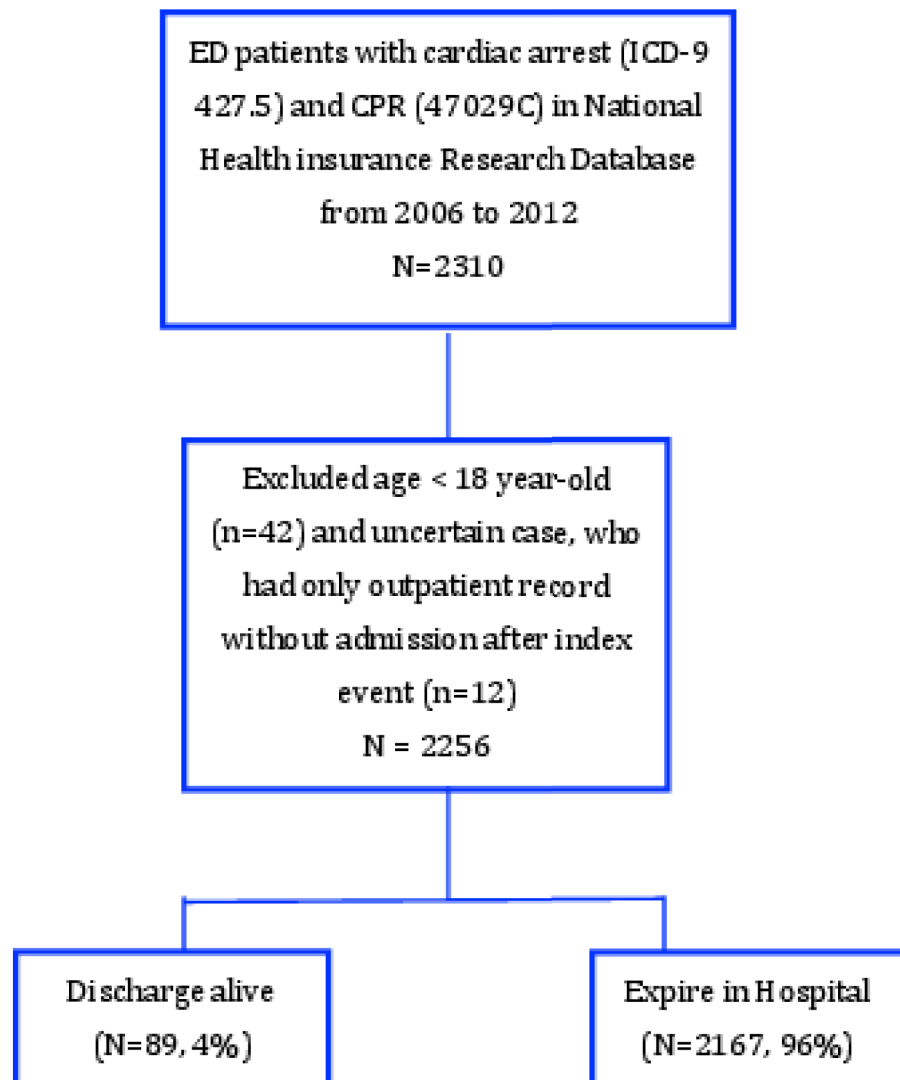 ED patients with cardiac arrest (ICD-9
427.5) and CPR (47029C) in National
Health insurance Research Database
from 2006 to 2012
N=2310
Excluded age < 18 year-old
(n=42) and uncertain case, who
had only outpatient record
without admission after index
event (n=12)
N = 2256
Discharge alive
(N=89, 4%)
Expire in Hospital
(N=2167, 96%)